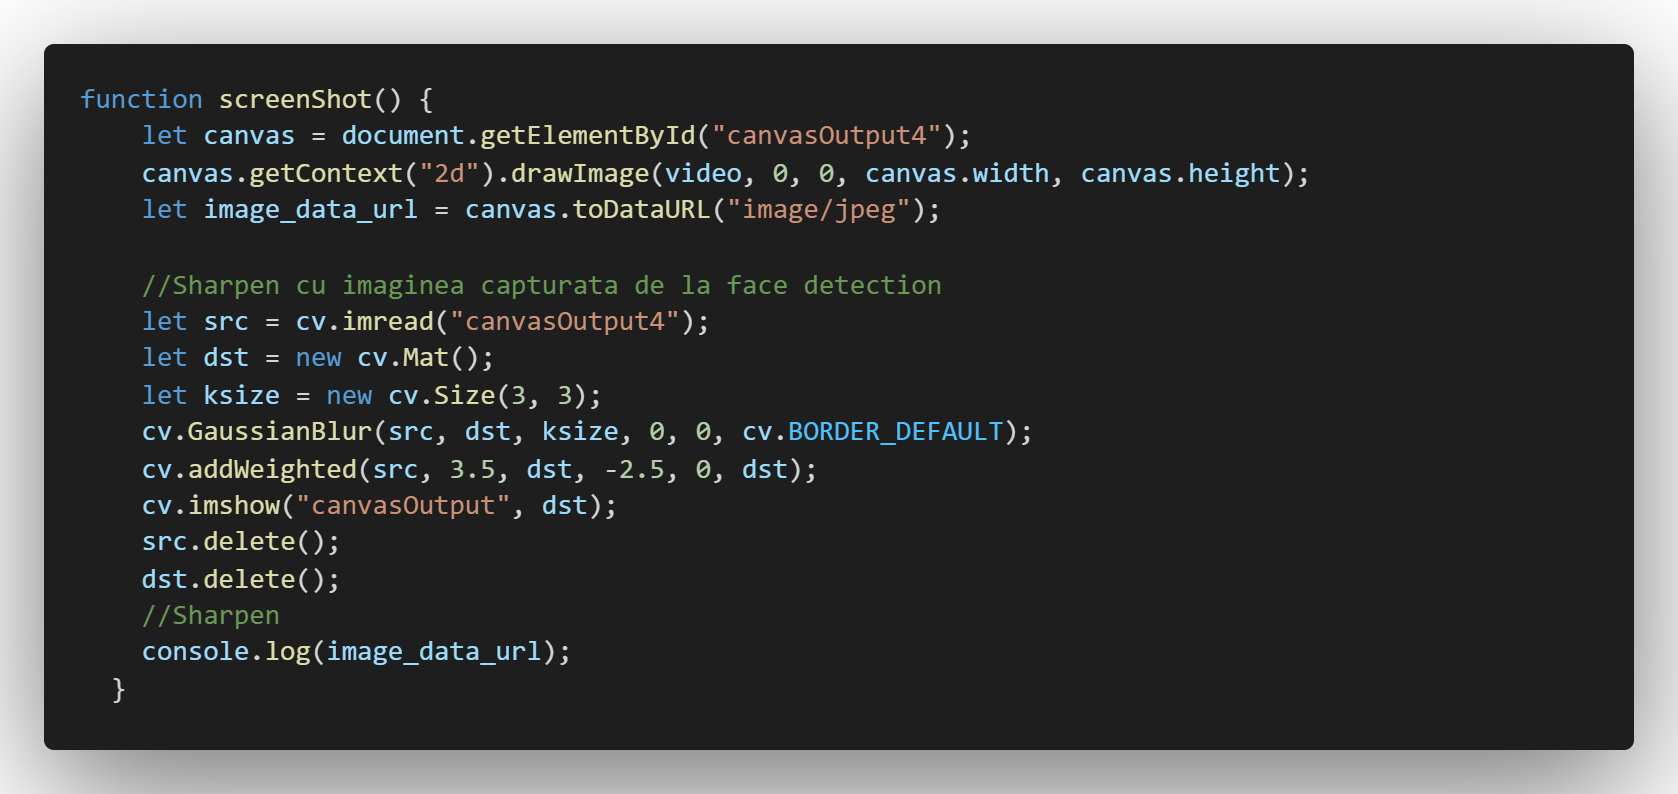 function screenShot() {
    let canvas = document.getElementById("canvasOutput4");
    canvas.getContext("2d").drawImage(video, 0, 0, canvas.width, canvas.height);
    let image_data_url = canvas.toDataURL("image/jpeg");

    //Sharpen cu imaginea capturata de la face detection
    let src = cv.imread("canvasOutput4");
    let dst = new cv.Mat();
    let ksize = new cv.Size(3, 3);
    cv.GaussianBlur(src, dst, ksize, 0, 0, cv.BORDER_DEFAULT);
    cv.addWeighted(src, 3.5, dst, -2.5, 0, dst);
    cv.imshow("canvasOutput", dst);
    src.delete();
    dst.delete();
    //Sharpen
    console.log(image_data_url);
  }